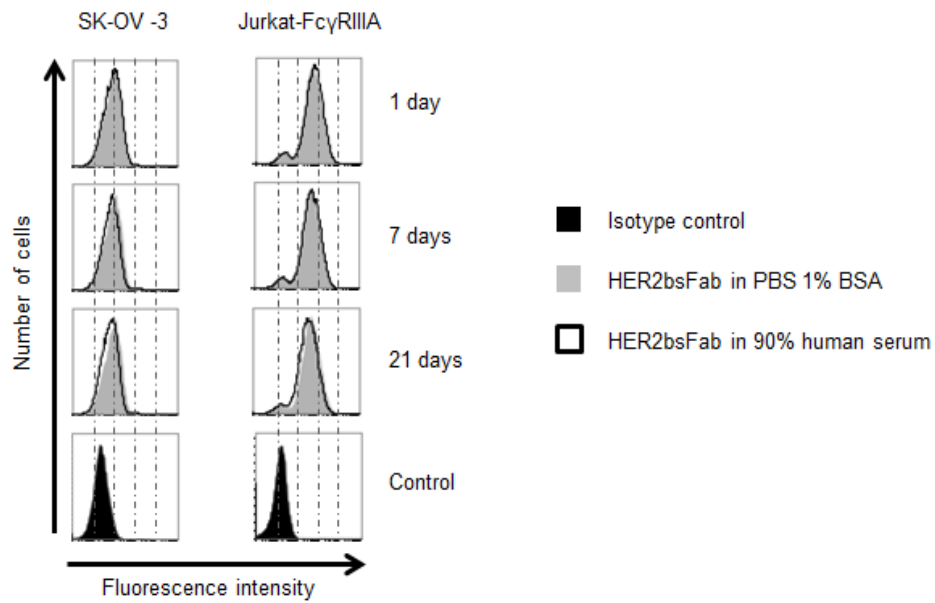 SK-OV -3
Jurkat-FcγRIIIA
1 day
7 days
21 days
Control
Number of cells
Fluorescence intensity
Isotype control
HER2bsFab in PBS 1% BSA
HER2bsFab in 90% human serum